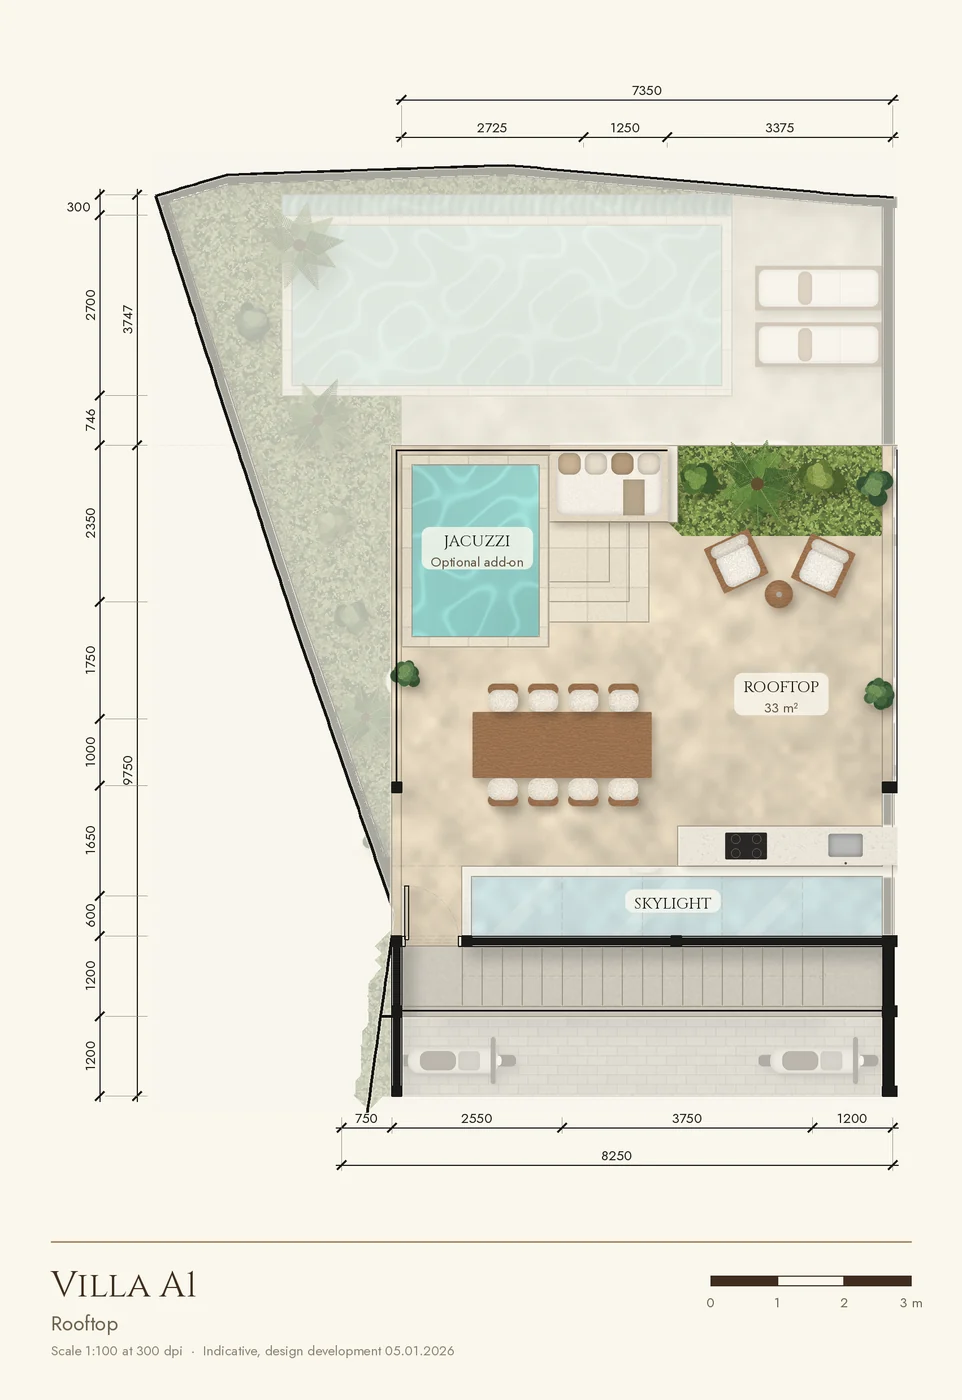 7350
2725 1250 3375
300
2700
3747
746
2350
1750
1000
9750
1650
600
1200
1200
JACUZZI
Optional add-on
ROOFTOP
33 m²
SKYLIGHT
750 2550 3750 1200
8250
VILLA A1
Rooftop
Scale 1:100 at 300 dpi · Indicative, design development 05.01.2026
0 1 2 3 m